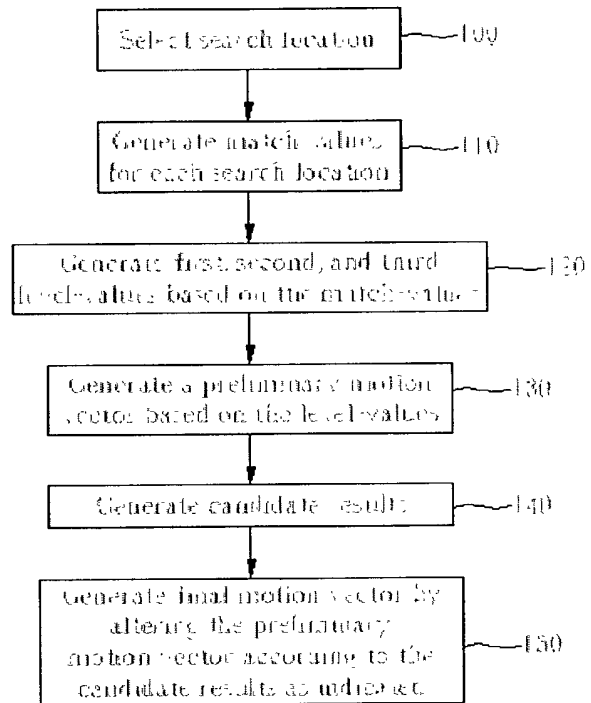 Select search location
100
Generate match values
for each search location
110
Generate first, second, and third
level-values based on the match-values
120
Generate a preliminary motion
vector based on the level-values
130
Generate candidate results
140
Generate final motion vector by
altering the preliminary
motion vector according to the
candidate results as indicated
150